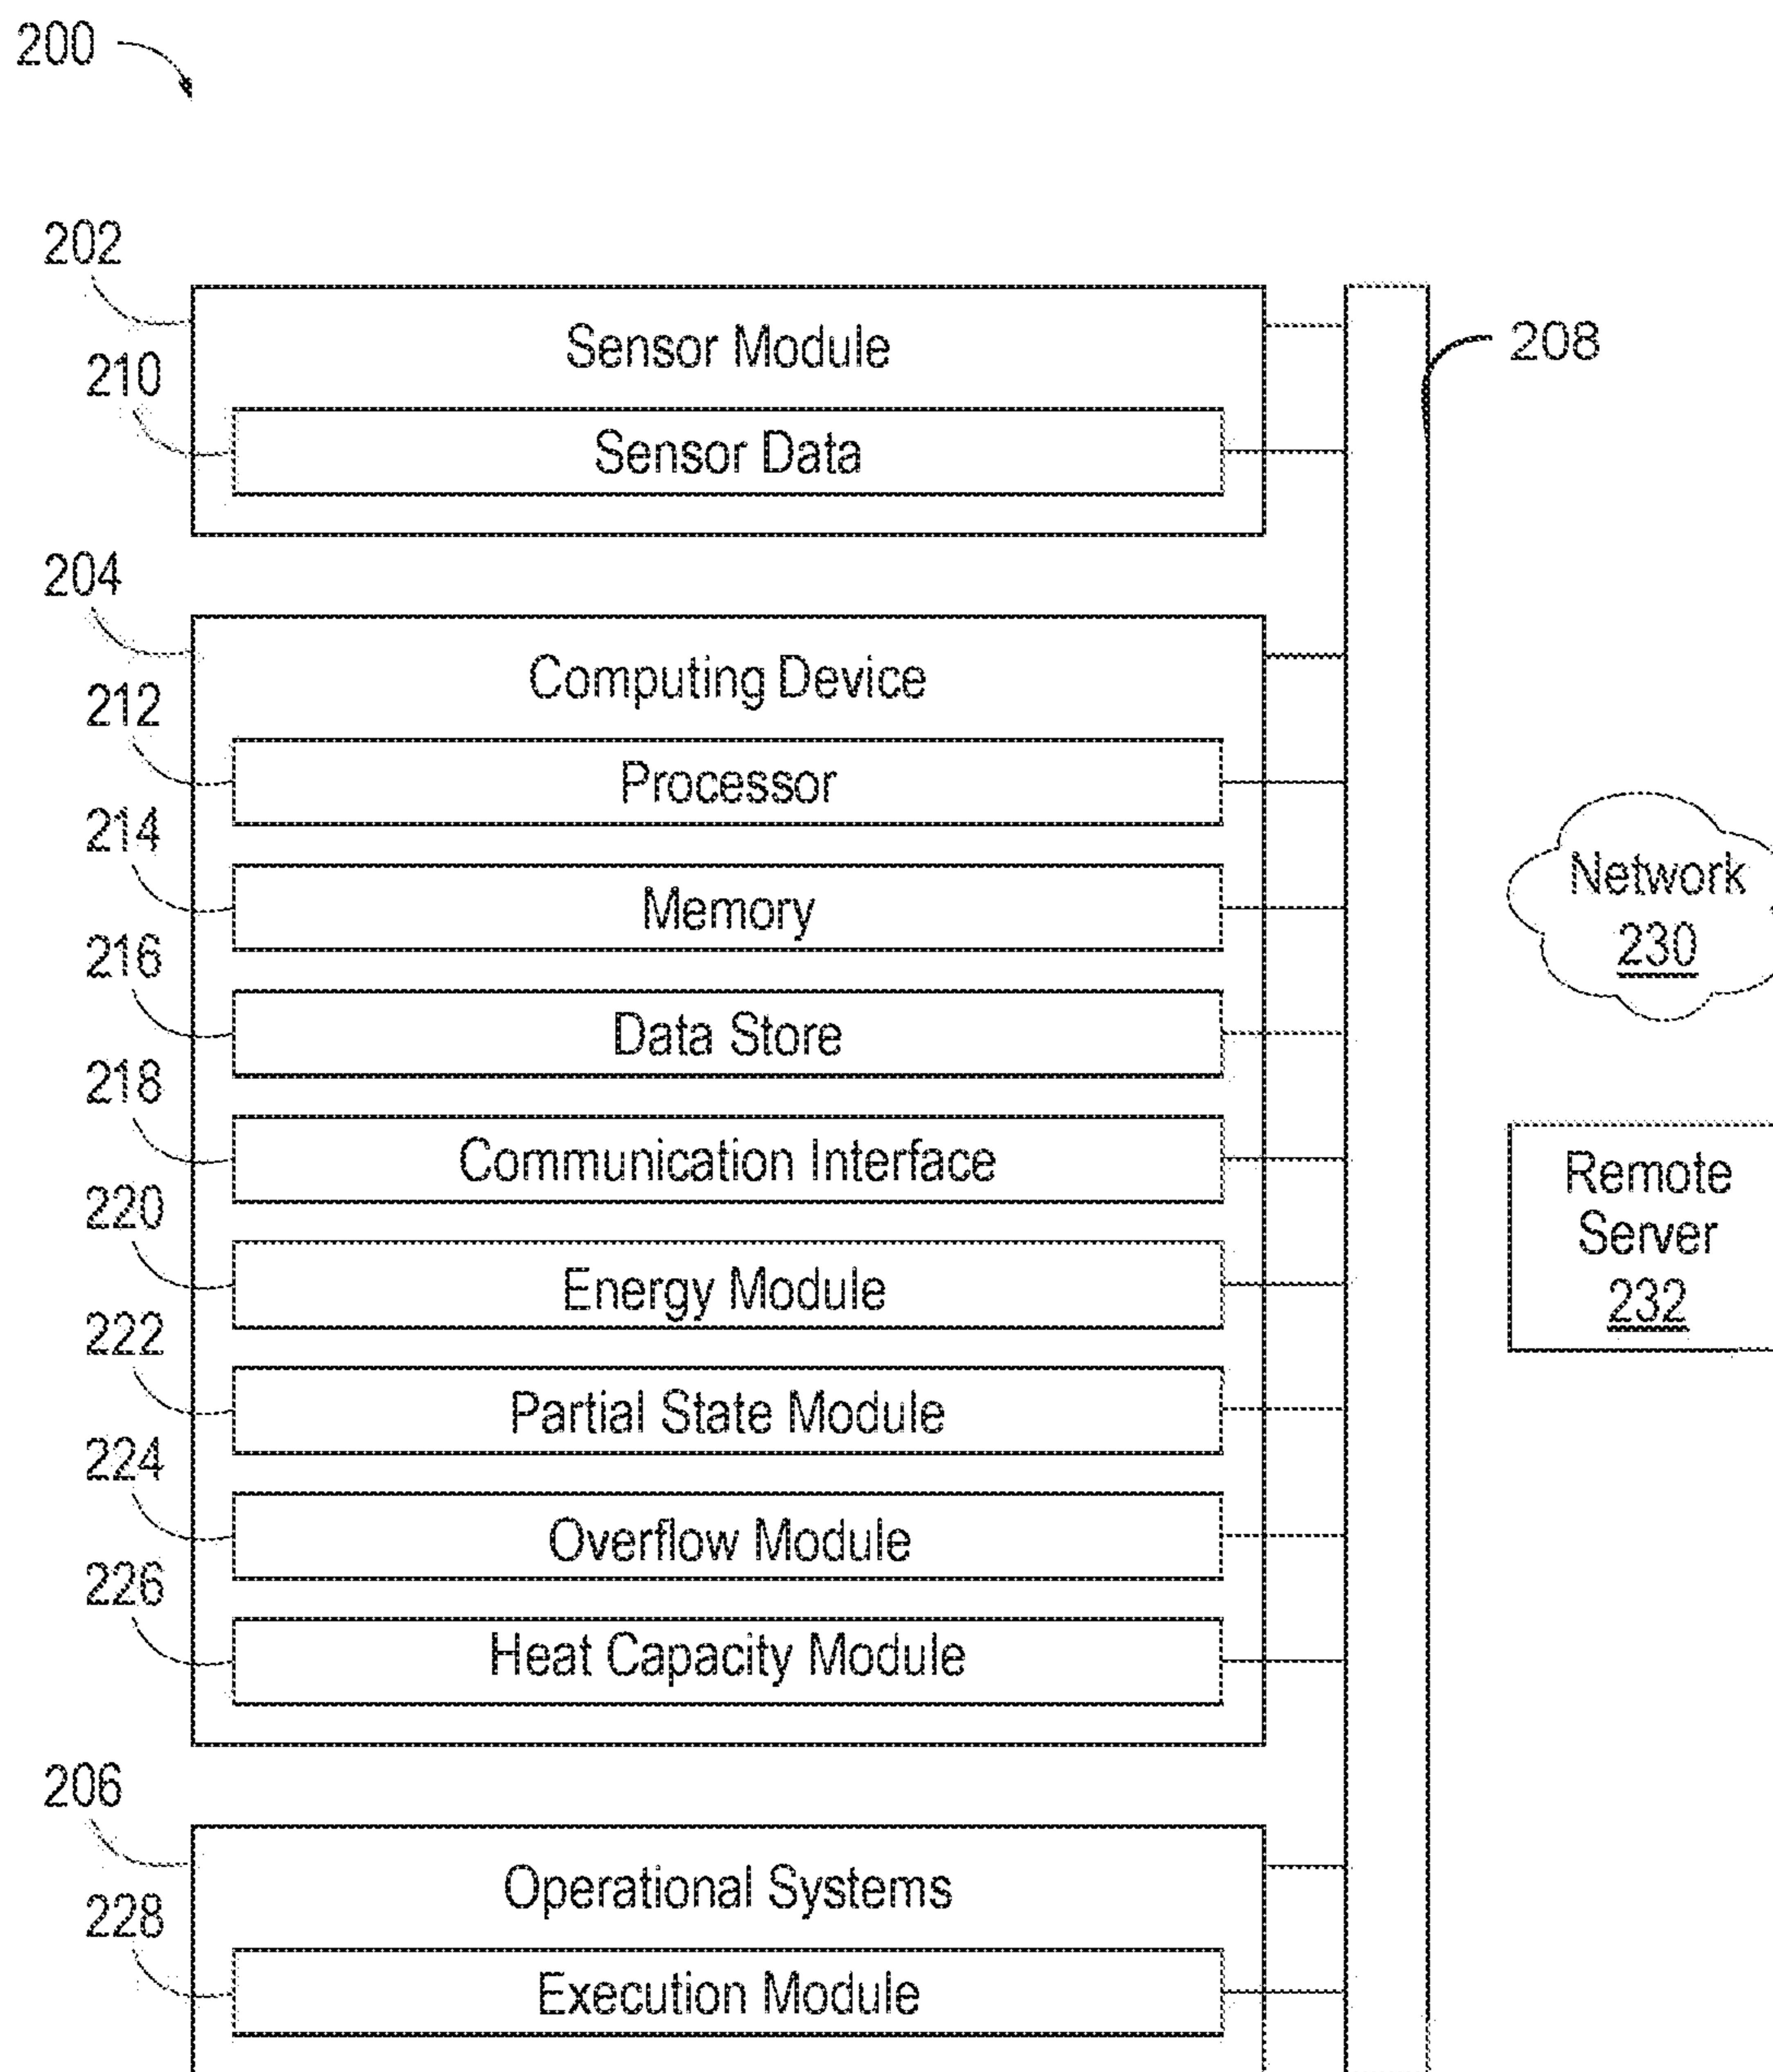 200
202
Sensor Module
208
210
Sensor Data
204
Computing Device
212
Processor
214
Memory
Network
230
216
Data Store
218
Communication Interface
Remote
Server
232
220
Energy Module
222
Partial State Module
224
Overflow Module
226
Heat Capacity Module
206
Operational Systems
228
Execution Module